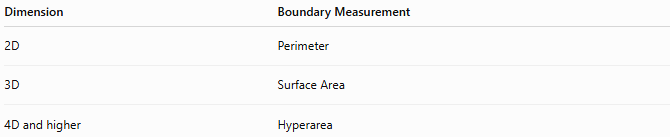 Dimension Boundary Measurement
2D Perimeter
3D Surface Area
4D and higher Hyperarea